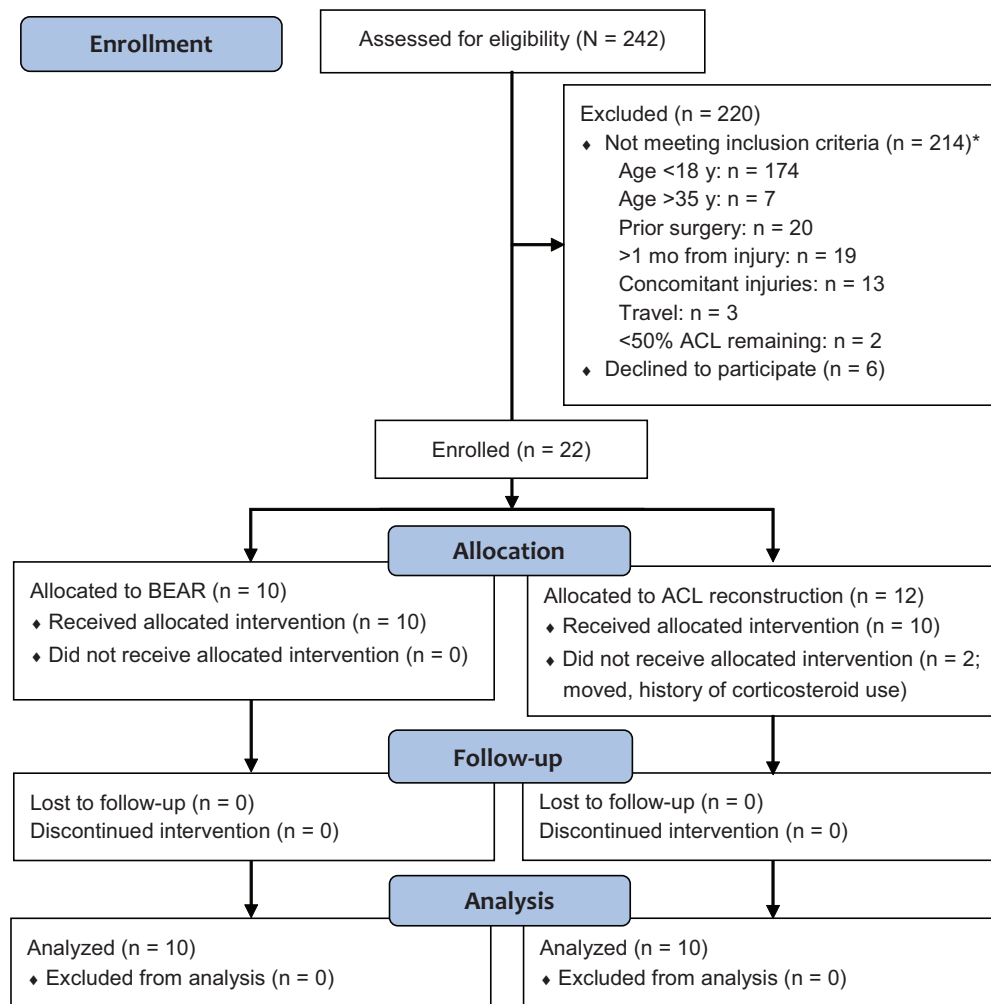 Enrollment
Assessed for eligibility (N = 242)
Excluded (n = 220)
♦ Not meeting inclusion criteria (n = 214)*
Age <18 y: n = 174
Age >35 y: n = 7
Prior surgery: n = 20
>1 mo from injury: n = 19
Concomitant injuries: n = 13
Travel: n = 3
<50% ACL remaining: n = 2
♦ Declined to participate (n = 6)
Enrolled (n = 22)
Allocation
Allocated to BEAR (n = 10)
♦ Received allocated intervention (n = 10)
♦ Did not receive allocated intervention (n = 0)
Allocated to ACL reconstruction (n = 12)
♦ Received allocated intervention (n = 10)
♦ Did not receive allocated intervention (n = 2;
moved, history of corticosteroid use)
Follow-up
Lost to follow-up (n = 0)
Discontinued intervention (n = 0)
Lost to follow-up (n = 0)
Discontinued intervention (n = 0)
Analysis
Analyzed (n = 10)
♦ Excluded from analysis (n = 0)
Analyzed (n = 10)
♦ Excluded from analysis (n = 0)